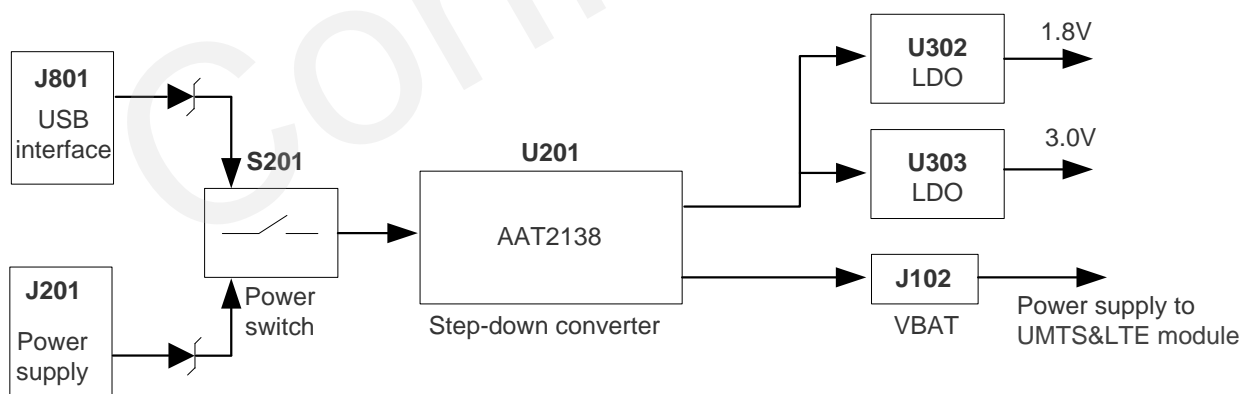 J801
USB
interface
S201
J201
Power
supply
Power
switch
U201
AAT2138
Step-down converter
U302
LDO
1.8V
U303
LDO
3.0V
J102
VBAT
Power supply to
UMTS&LTE module